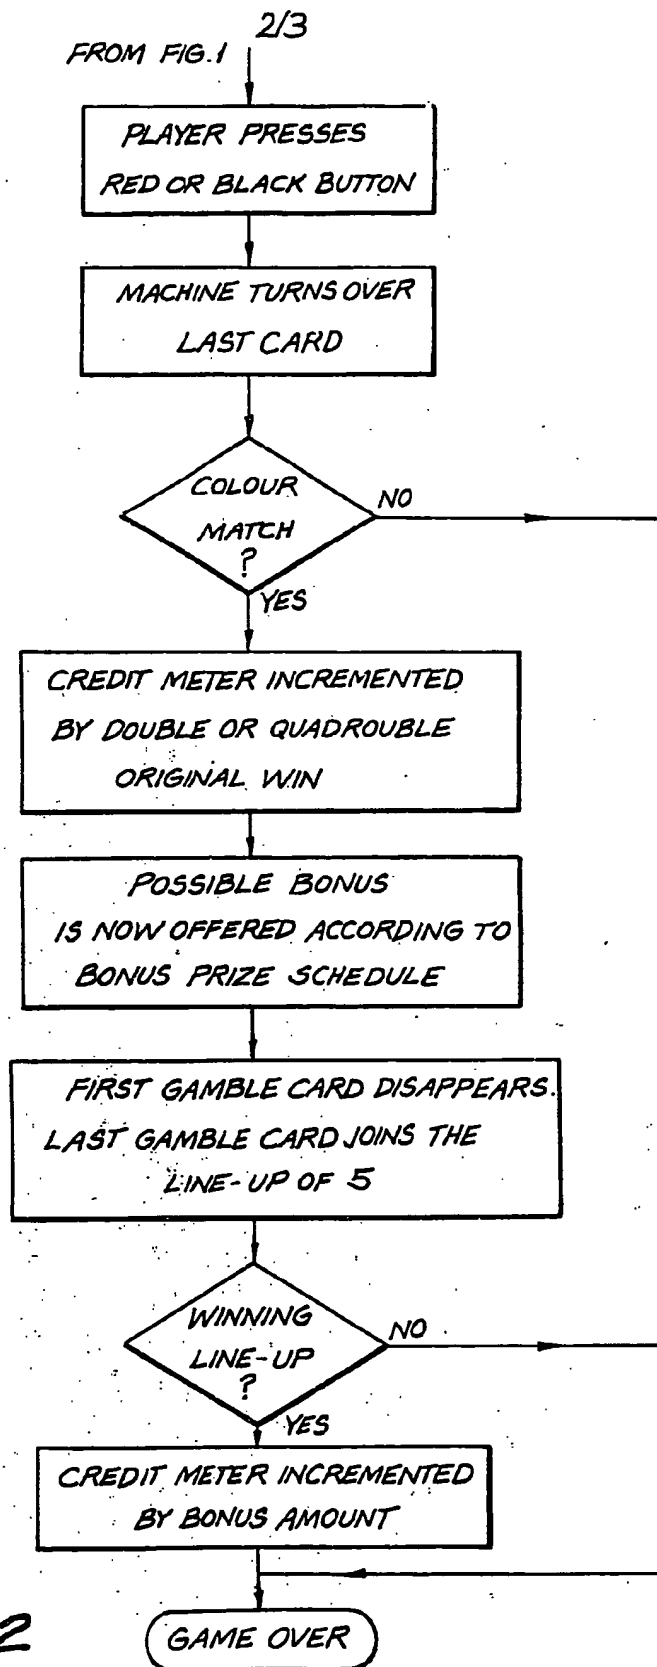 2/3
FROM FIG.1
PLAYER PRESSES
RED OR BLACK BUTTON
MACHINE TURNS OVER
LAST CARD
COLOUR
MATCH
?
NO
YES
CREDIT METER INCREMENTED
BY DOUBLE OR QUADROUBLE
ORIGINAL WIN
POSSIBLE BONUS
IS NOW OFFERED ACCORDING TO
BONUS PRIZE SCHEDULE
FIRST GAMBLE CARD DISAPPEARS.
LAST GAMBLE CARD JOINS THE
LINE-UP OF 5
WINNING
LINE-UP
?
NO
YES
CREDIT METER INCREMENTED
BY BONUS AMOUNT
2
GAME OVER